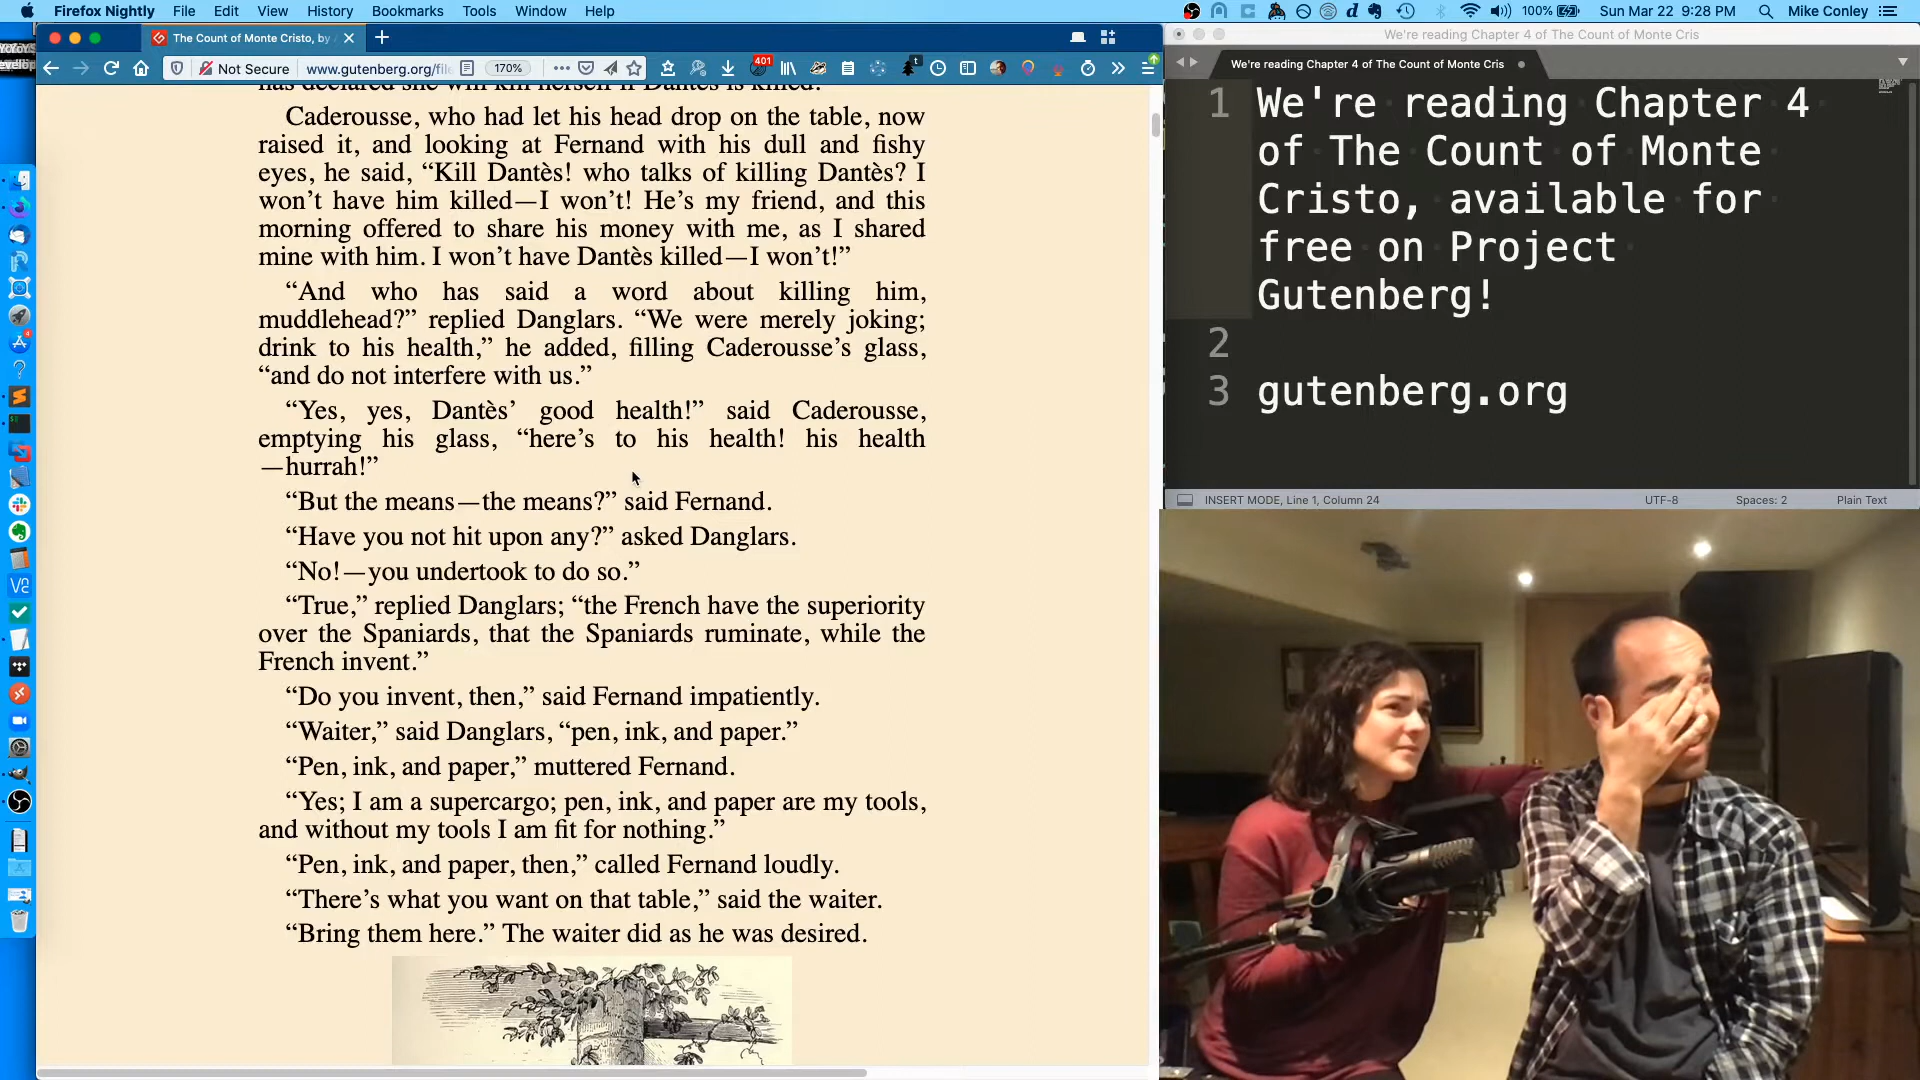 Firefox Nightly File Edit View History Bookmarks Tools Window Help
100% Sun Mar 22 9:28 PM Mike Conley
The Count of Monte Cristo, by
Not Secure www.gutenberg.org/file 170%
401
has declared she will kill herself if Dantès is killed.”
Caderousse, who had let his head drop on the table, now
raised it, and looking at Fernand with his dull and fishy
eyes, he said, “Kill Dantès! who talks of killing Dantès? I
won’t have him killed—I won’t! He’s my friend, and this
morning offered to share his money with me, as I shared
mine with him. I won’t have Dantès killed—I won’t!”
“And who has said a word about killing him,
muddlehead?” replied Danglars. “We were merely joking;
drink to his health,” he added, filling Caderousse’s glass,
“and do not interfere with us.”
“Yes, yes, Dantès’ good health!” said Caderousse,
emptying his glass, “here’s to his health! his health
—hurrah!”
“But the means—the means?” said Fernand.
“Have you not hit upon any?” asked Danglars.
“No!—you undertook to do so.”
“True,” replied Danglars; “the French have the superiority
over the Spaniards, that the Spaniards ruminate, while the
French invent.”
“Do you invent, then,” said Fernand impatiently.
“Waiter,” said Danglars, “pen, ink, and paper.”
“Pen, ink, and paper,” muttered Fernand.
“Yes; I am a supercargo; pen, ink, and paper are my tools,
and without my tools I am fit for nothing.”
“Pen, ink, and paper, then,” called Fernand loudly.
“There’s what you want on that table,” said the waiter.
“Bring them here.” The waiter did as he was desired.
We're reading Chapter 4 of The Count of Monte Cris
We're reading Chapter 4 of The Count of Monte Cris
1 We're reading Chapter 4
of The Count of Monte
Cristo, available for
free on Project
Gutenberg!
2
3 gutenberg.org
INSERT MODE, Line 1, Column 24 UTF-8 Spaces: 2 Plain Text